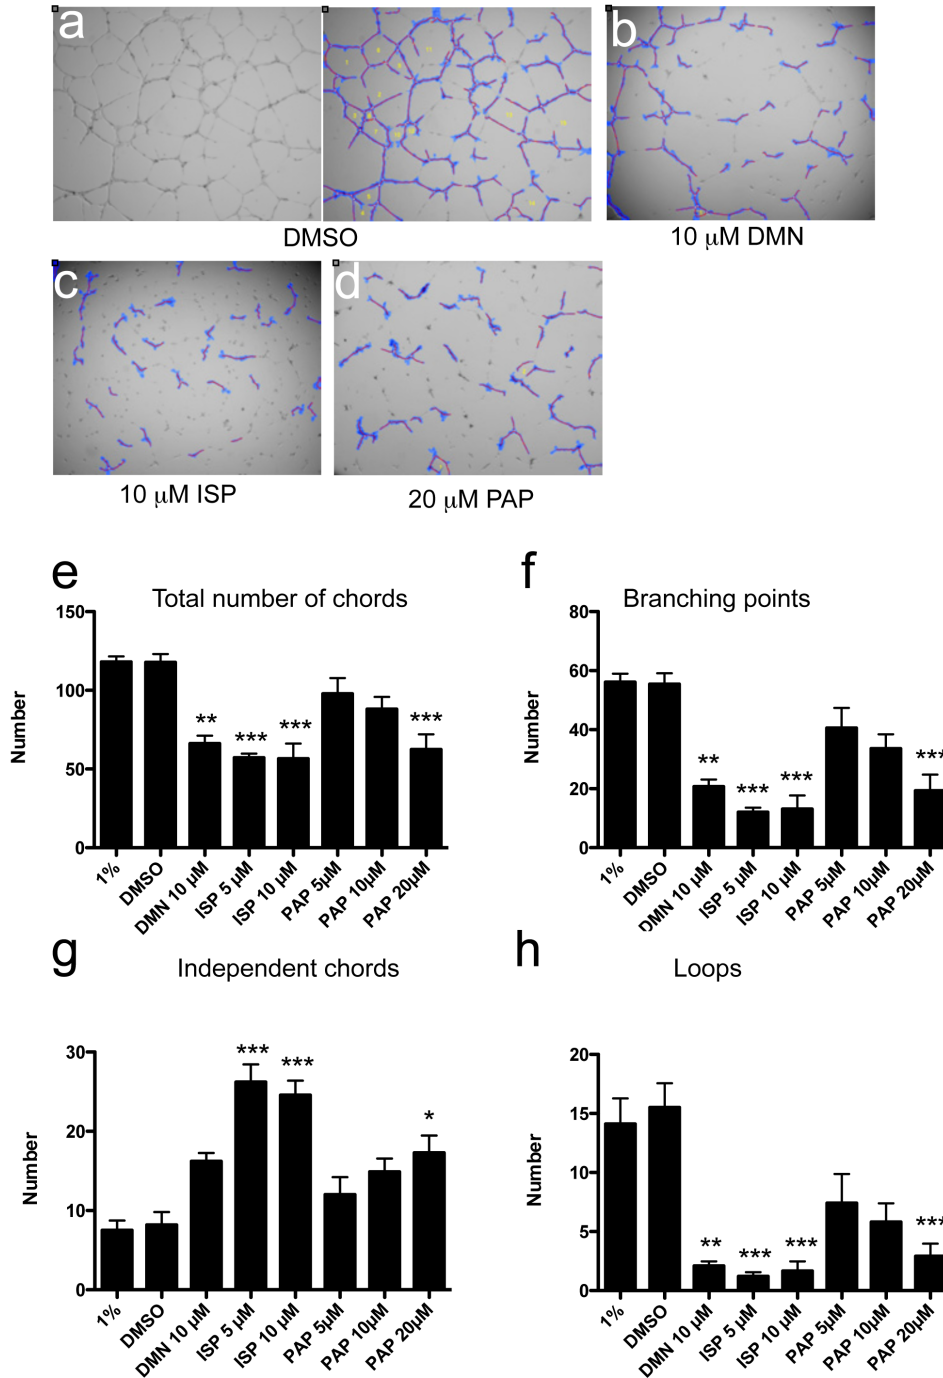 a
b
DMSO
10 µM DMN
c
d
10 µM ISP
20 µM PAP
e
f
Total number of chords
Branching points
150
100
50
0
Number
**
***
***
***
1%
DMSO
DMN 10 µM
ISP 5 µM
ISP 10 µM
PAP 5µM
PAP 10µM
PAP 20µM
80
60
40
20
0
Number
**
***
***
***
1%
DMSO
DMN 10 µM
ISP 5 µM
ISP 10 µM
PAP 5µM
PAP 10µM
PAP 20µM
g
h
Independent chords
Loops
30
20
10
0
Number
***
***
*
1%
DMSO
DMN 10 µM
ISP 5 µM
ISP 10 µM
PAP 5µM
PAP 10µM
PAP 20µM
20
15
10
5
0
Number
**
***
***
***
1%
DMSO
DMN 10 µM
ISP 5 µM
ISP 10 µM
PAP 5µM
PAP 10µM
PAP 20µM